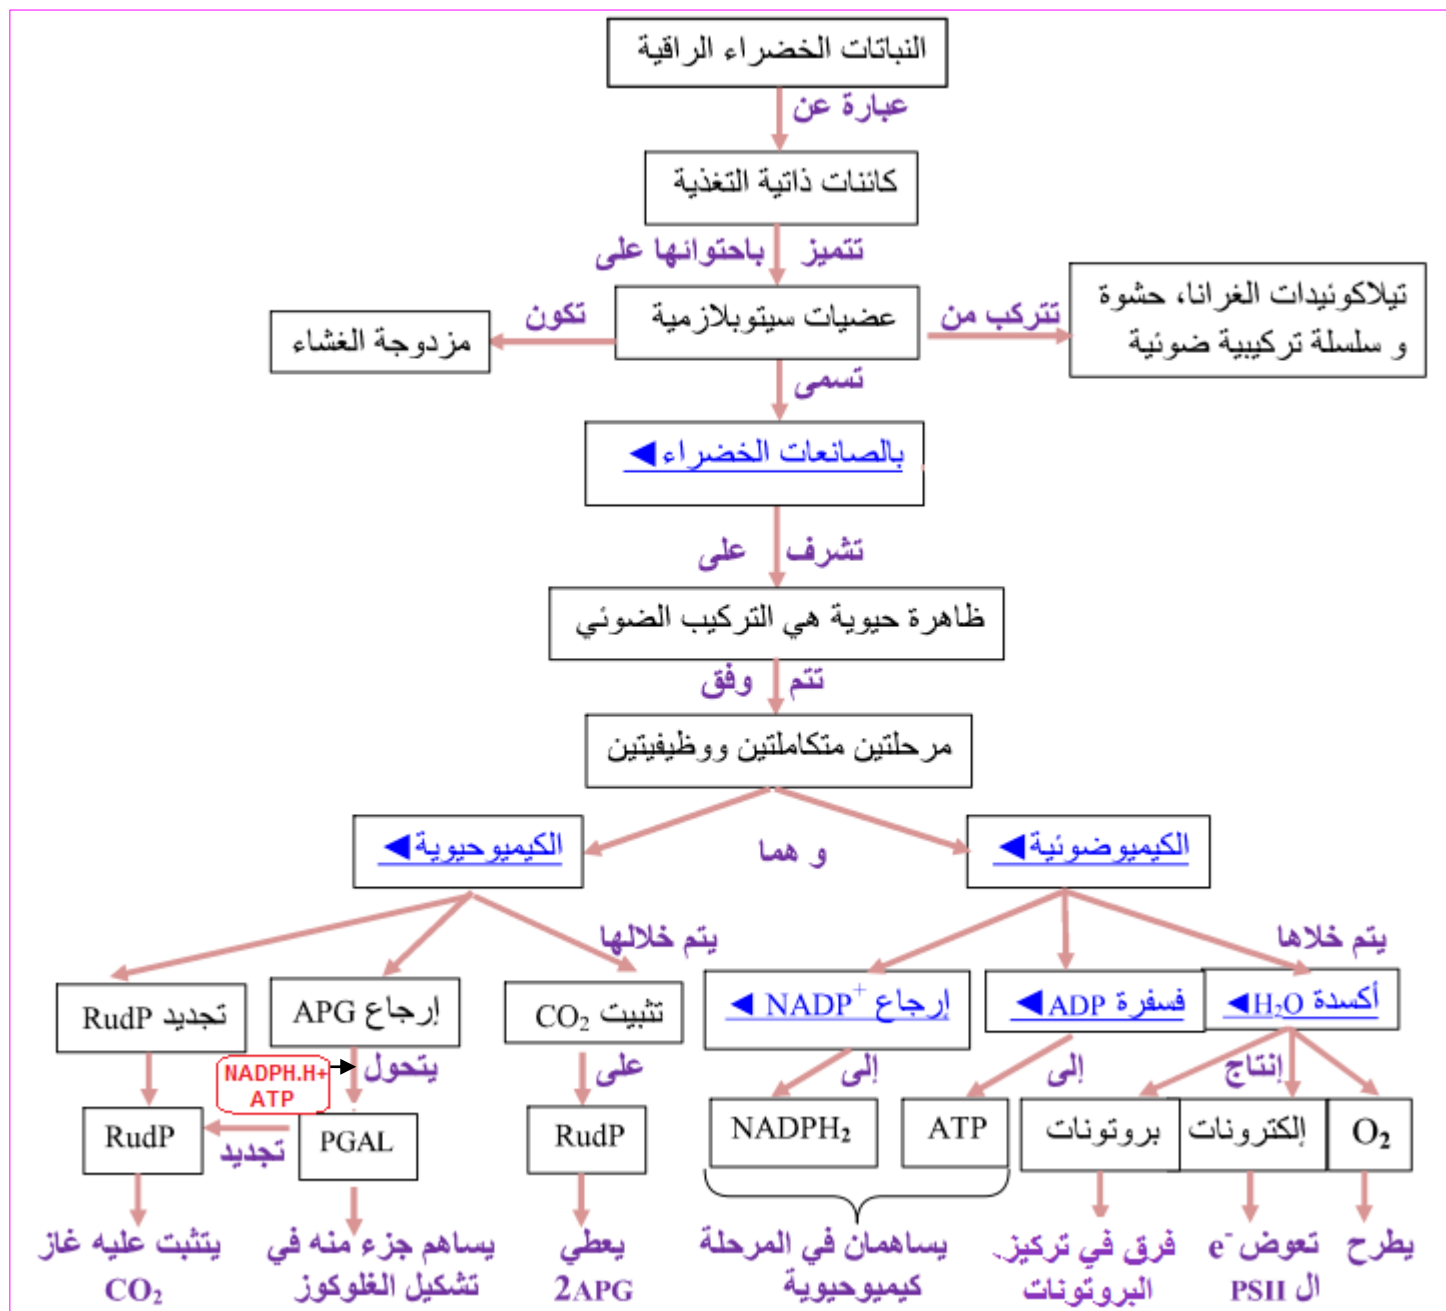 النباتات الخضراء الراقية
عبارة عن
كائنات ذاتية التغذية
تتميز باحتوائها على
تيلاكوئيدات الغرانا، حشوة
و سلسلة تركيبية ضوئية
تتركب من
عضيات سيتوبلازمية
تكون
مزدوجة الغشاء
تسمى
بالصانعات الخضراء◄
تشرف على
ظاهرة حيوية هي التركيب الضوئي
تتم وفق
مرحلتين متكاملتين ووظيفيتين
الكيميوضوئية◄
و هما
الكيميوحيوية◄
يتم خلاها
يتم خلالها
أكسدة H₂O◄
فسفرة ADP◄
إرجاع NADP⁺ ◄
تثبيت CO₂
إرجاع APG
تجديد RudP
إنتاج
إلى
إلى
على
يتحول
NADPH.H+
ATP
O₂
إلكترونات
بروتونات
ATP
NADPH₂
RudP
PGAL
تجديد
RudP
يطرح
تعوض e⁻
ال PSII
فرق في تركيز
البروتونات
يساهمان في المرحلة
كيميوحيوية
يعطي
2APG
يساهم جزء منه في
تشكيل الغلوكوز
يتثبت عليه غاز
CO₂